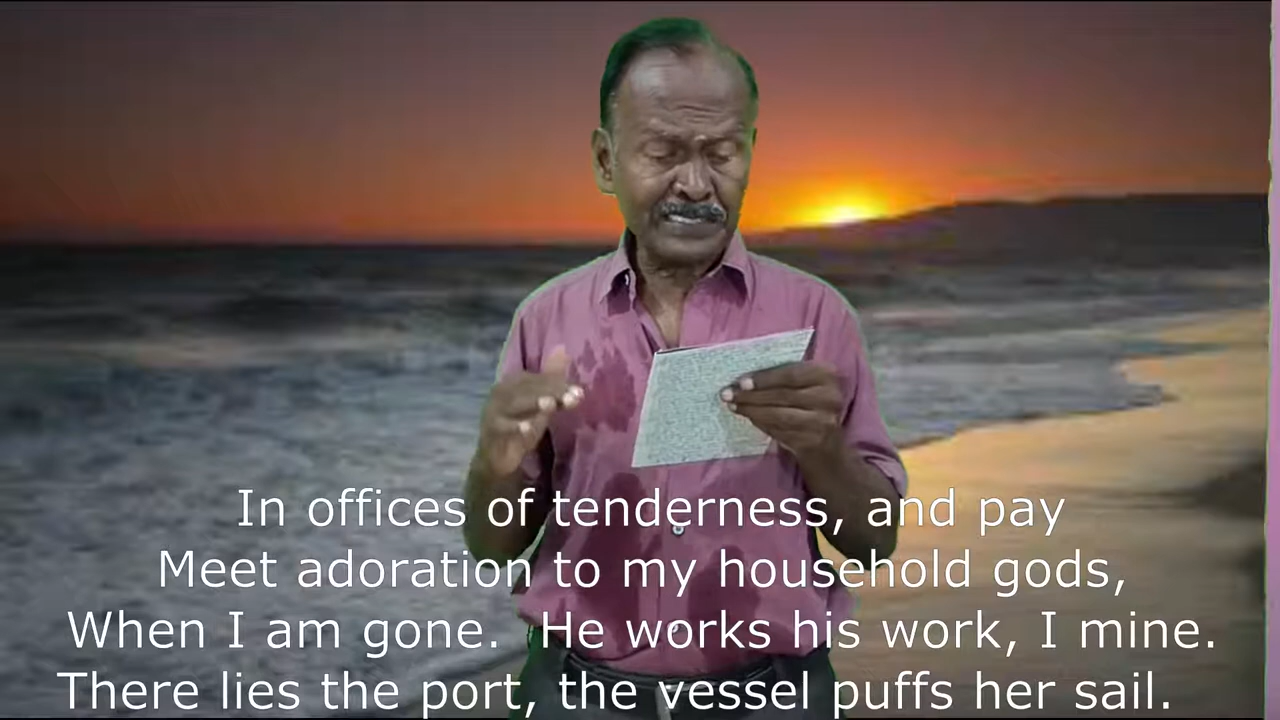 In offices of tenderness, and pay
Meet adoration to my household gods,
When I am gone.  He works his work, I mine.
There lies the port, the vessel puffs her sail.